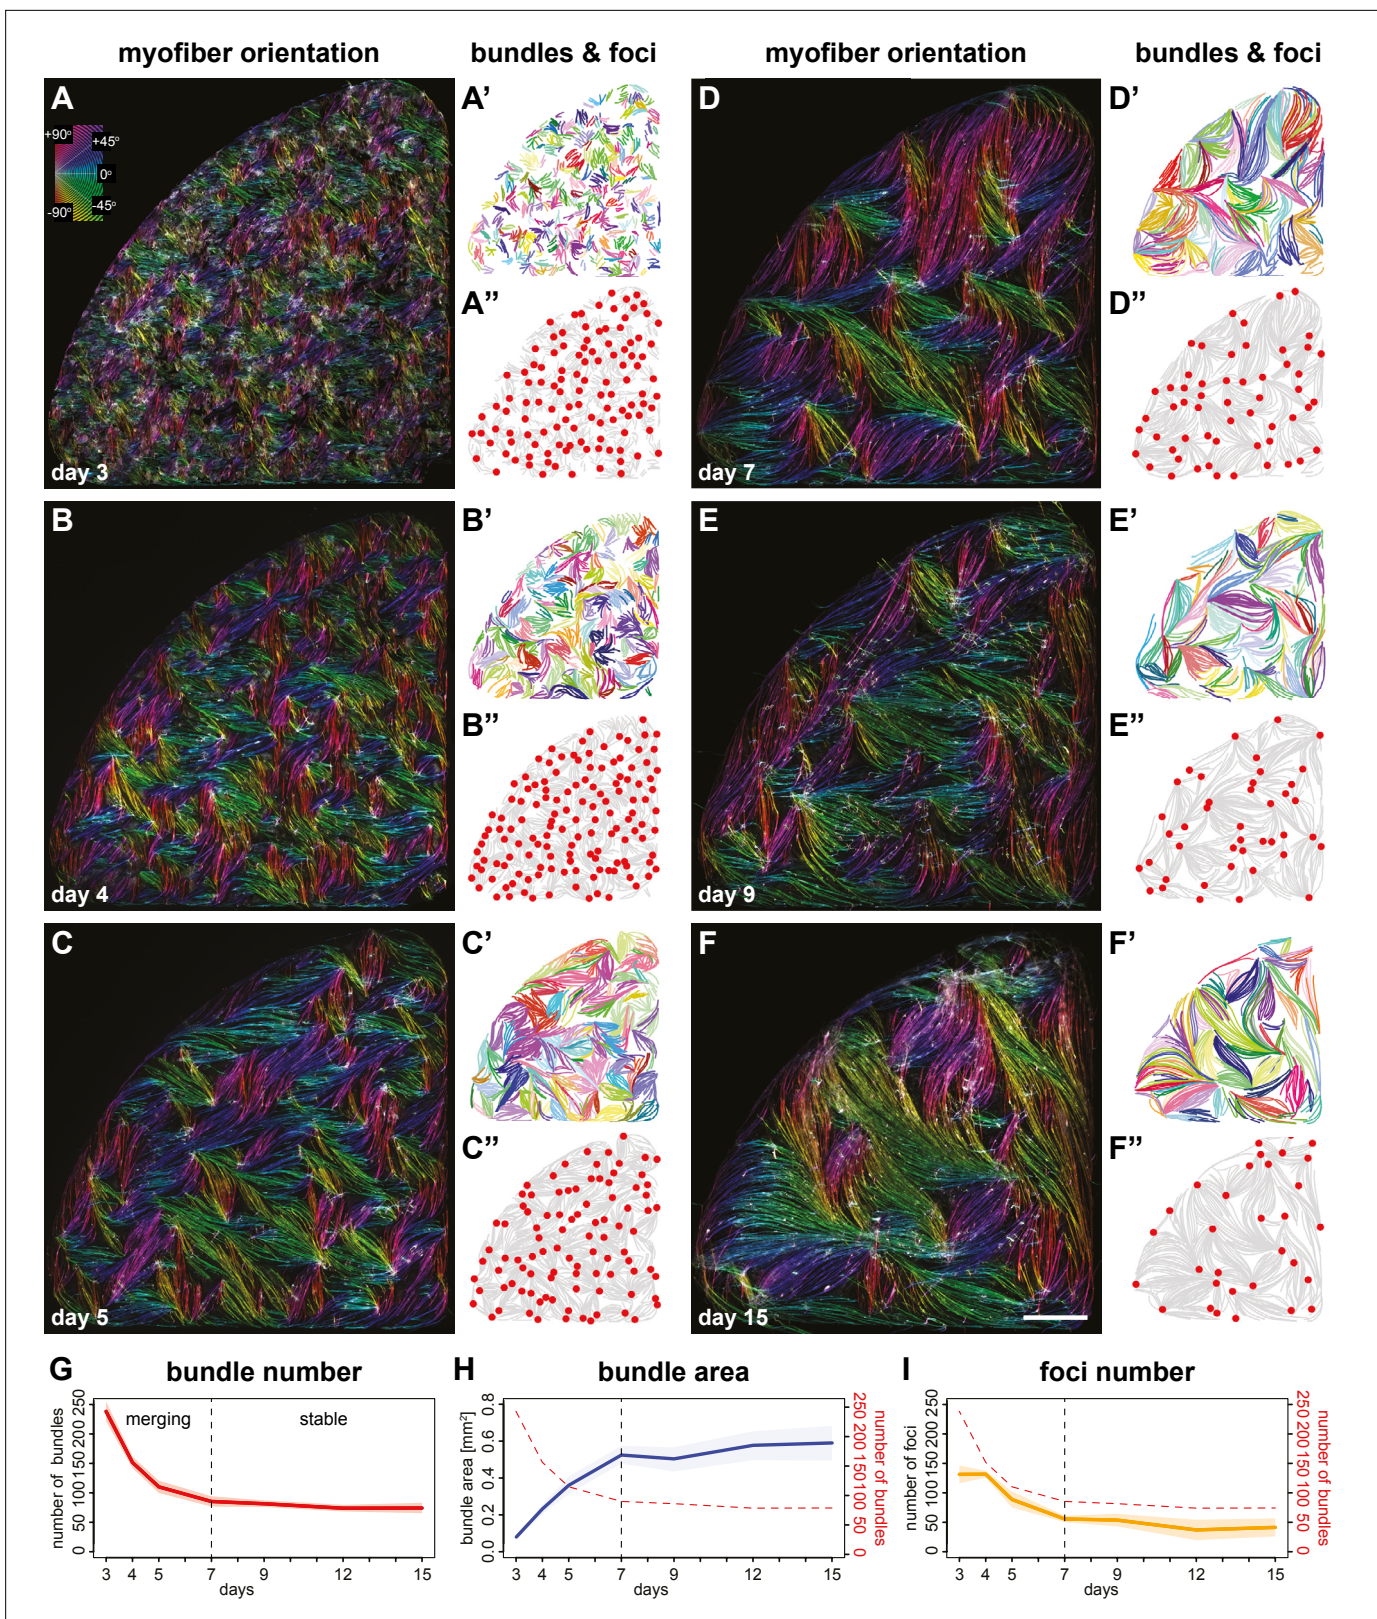 myofiber orientation
bundles & foci
myofiber orientation
bundles & foci
A
+90°
+45°
0°
-45°
-90°
day 3
A’
A’’
D
day 7
D’
D’’
B
day 4
B’
B’’
E
day 9
E’
E’’
C
day 5
C’
C’’
F
day 15
F’
F’’
G
bundle number
number of bundles
250
200
150
100
50
0
merging
stable
3 4 5 7 9 12 15
days
H
bundle area
bundle area [mm²]
0.8
0.6
0.4
0.2
0.0
250
200
150
100
50
0
number of bundles
3 4 5 7 9 12 15
days
I
foci number
number of foci
250
200
150
100
50
0
250
200
150
100
50
0
number of bundles
3 4 5 7 9 12 15
days